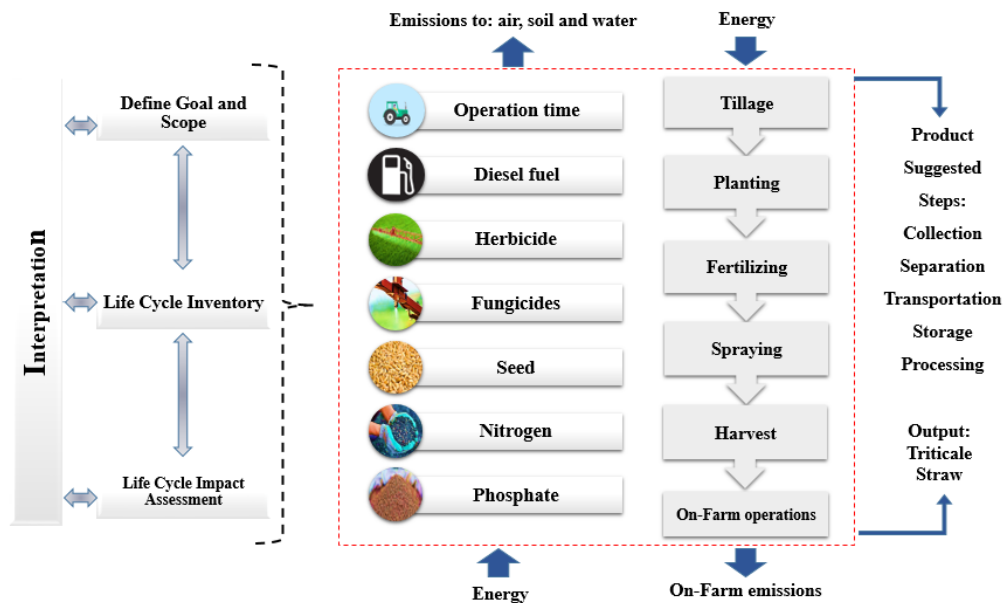 Emissions to: air, soil and water
Energy
Interpretation
Define Goal and
Scope
Life Cycle Inventory
Life Cycle Impact
Assessment
Operation time
Diesel fuel
Herbicide
Fungicides
Seed
Nitrogen
Phosphate
Tillage
Planting
Fertilizing
Spraying
Harvest
On-Farm operations
Product
Suggested
Steps:
Collection
Separation
Transportation
Storage
Processing
Output:
Triticale
Straw
Energy
On-Farm emissions